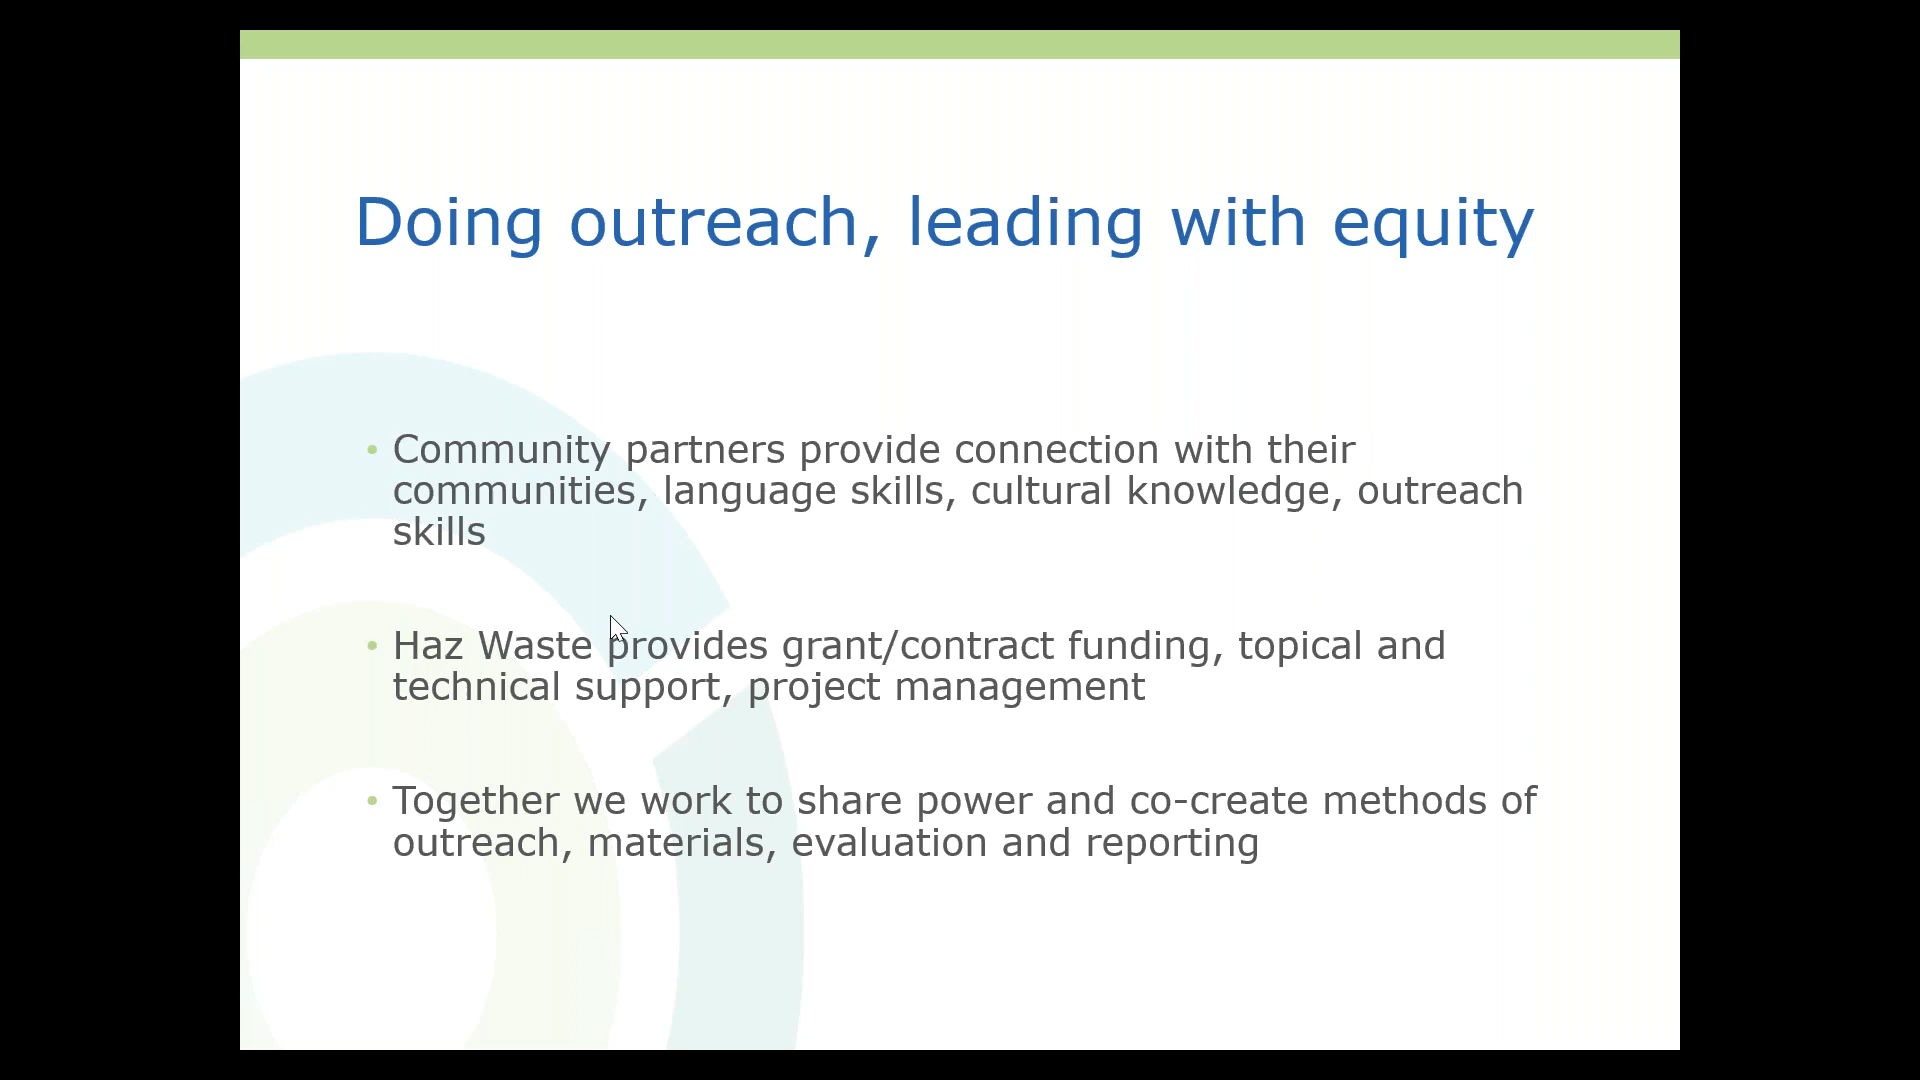 Doing outreach, leading with equity
• Community partners provide connection with their
communities, language skills, cultural knowledge, outreach
skills
• Haz Waste provides grant/contract funding, topical and
technical support, project management
• Together we work to share power and co-create methods of
outreach, materials, evaluation and reporting